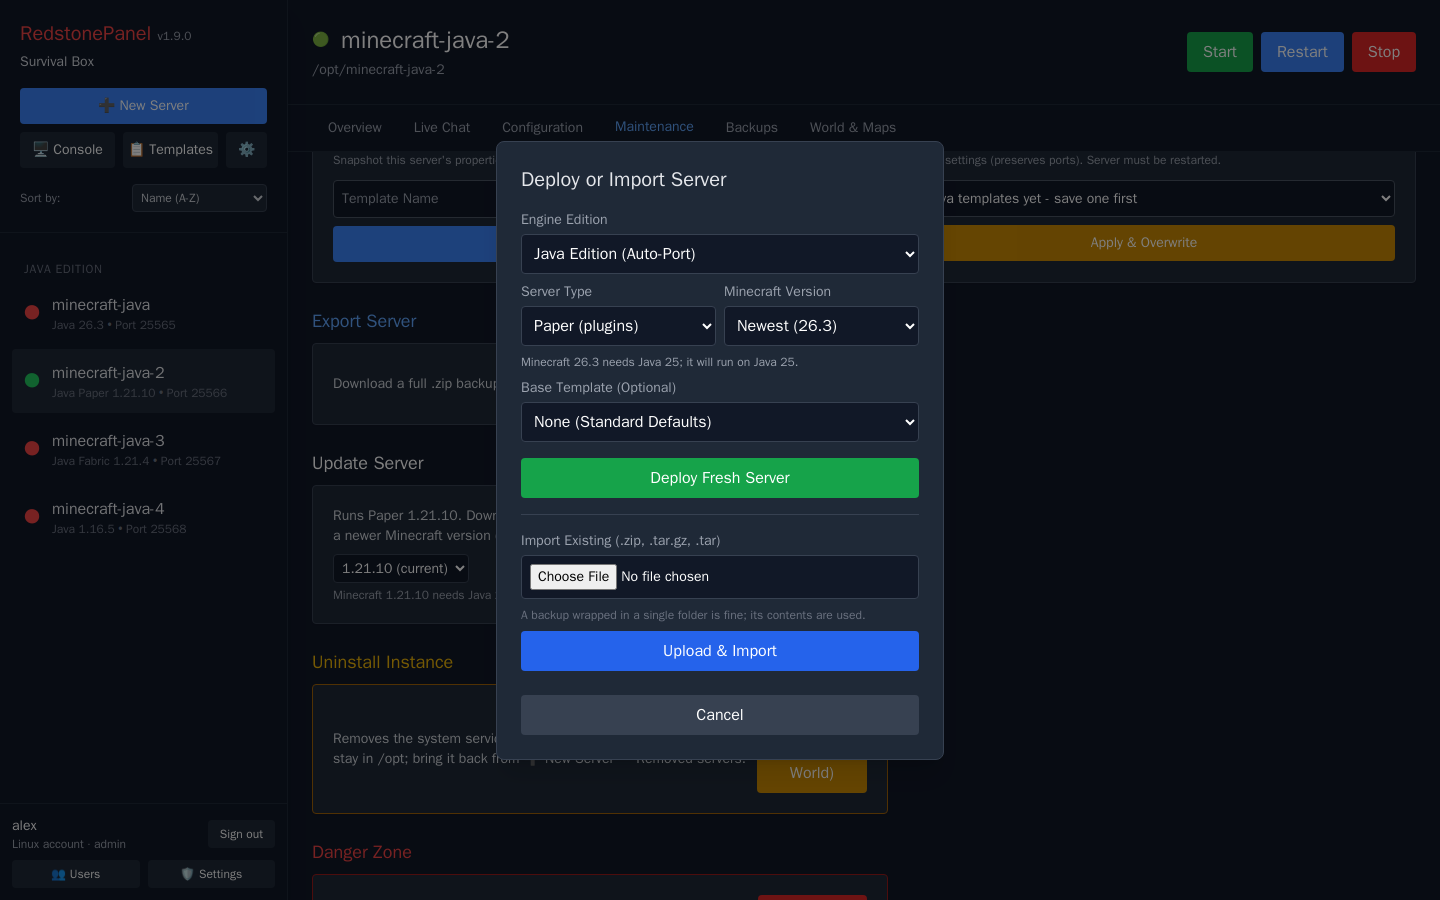 RedstonePanel v1.9.0
Survival Box
➕ New Server
Console
Templates
Sort by:
Name (A-Z)
JAVA EDITION
minecraft-java
Java 26.3 • Port 25565
minecraft-java-2
Java Paper 1.21.10 • Port 25566
minecraft-java-3
Java Fabric 1.21.4 • Port 25567
minecraft-java-4
Java 1.16.5 • Port 25568
alex
Linux account · admin
Sign out
Users
Settings
minecraft-java-2
/opt/minecraft-java-2
Start
Restart
Stop
Overview
Live Chat
Configuration
Maintenance
Backups
World & Maps
Snapshot this server's
settings (preserves ports). Server must be restarted.
Template Name
templates yet - save one first
Apply & Overwrite
Export Server
Download a full .zip
Update Server
Runs Paper 1.21.10.
a newer Minecraft version
1.21.10 (current)
Minecraft 1.21.10 needs Java
Uninstall Instance
Removes the system
stay in /opt; bring it back from
World)
Danger Zone
Deploy or Import Server
Engine Edition
Java Edition (Auto-Port)
Server Type
Minecraft Version
Paper (plugins)
Newest (26.3)
Minecraft 26.3 needs Java 25; it will run on Java 25.
Base Template (Optional)
None (Standard Defaults)
Deploy Fresh Server
Import Existing (.zip, .tar.gz, .tar)
Choose File No file chosen
A backup wrapped in a single folder is fine; its contents are used.
Upload & Import
Cancel